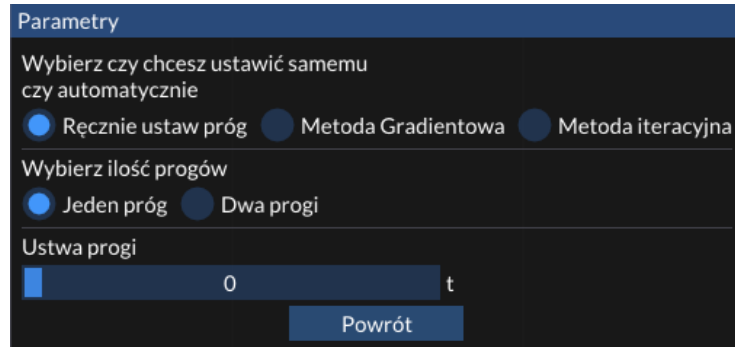 Parametry
Wybierz czy chcesz ustawić samemu
czy automatycznie
Ręcznie ustaw próg Metoda Gradientowa Metoda iteracyjna
Wybierz ilość progów
Jeden próg Dwa progi
Ustwa progi
0 t
Powrót